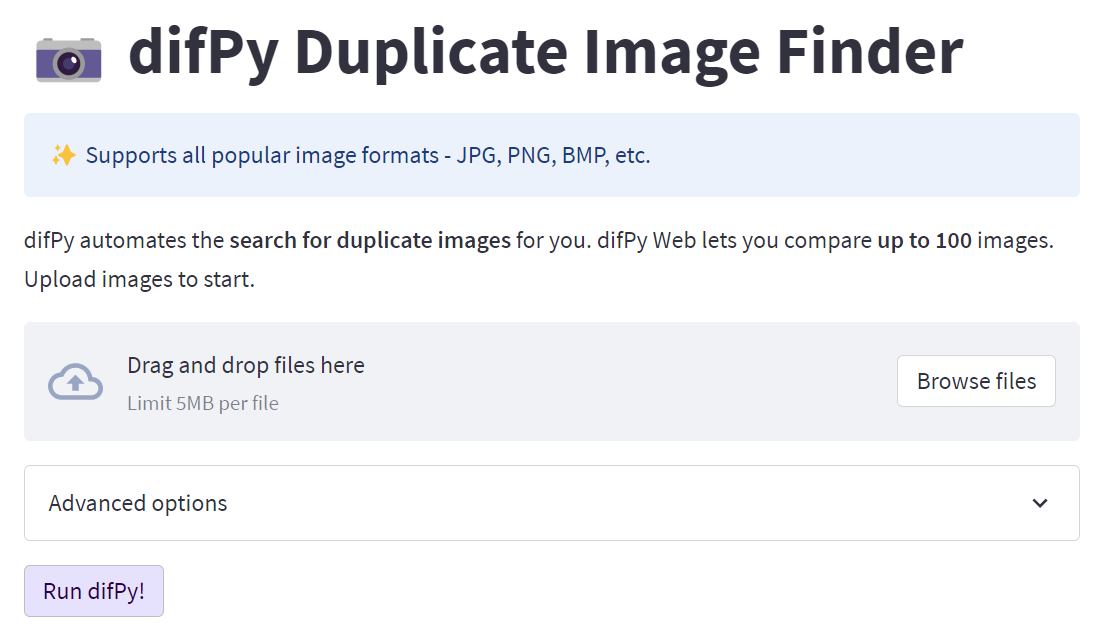 difPy Duplicate Image Finder
Supports all popular image formats - JPG, PNG, BMP, etc.
difPy automates the search for duplicate images for you. difPy Web lets you compare up to 100 images.
Upload images to start.
Drag and drop files here
Limit 5MB per file
Browse files
Advanced options
Run difPy!